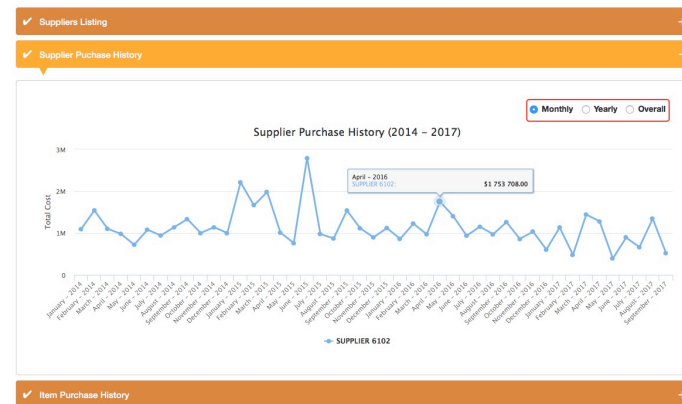 ✔ Suppliers Listing
✔ Supplier Puchase History
Monthly Yearly Overall
Supplier Purchase History (2014 - 2017)
3M
2M
1M
0
Total Cost
April - 2016
SUPPLIER 6102: $1 753 708.00
January - 2014
February - 2014
March - 2014
April - 2014
May - 2014
June - 2014
July - 2014
August - 2014
September - 2014
October - 2014
November - 2014
December - 2014
January - 2015
February - 2015
March - 2015
April - 2015
May - 2015
June - 2015
July - 2015
August - 2015
September - 2015
October - 2015
November - 2015
December - 2015
January - 2016
February - 2016
March - 2016
April - 2016
May - 2016
June - 2016
July - 2016
August - 2016
September - 2016
October - 2016
November - 2016
December - 2016
January - 2017
February - 2017
March - 2017
April - 2017
May - 2017
June - 2017
July - 2017
August - 2017
September - 2017
SUPPLIER 6102
✔ Item Purchase History